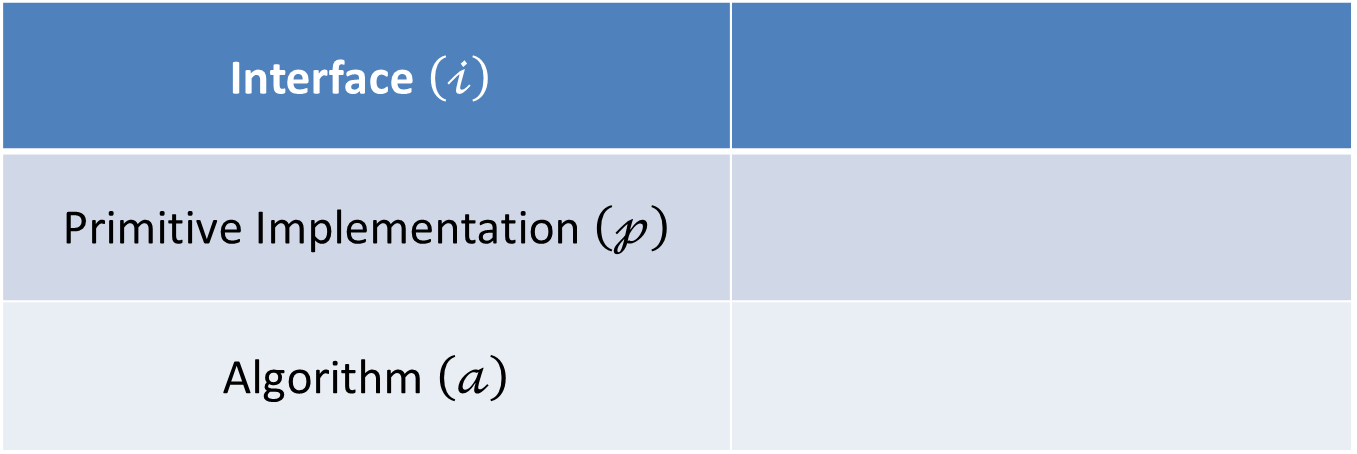 Interface (𝒾)
Primitive Implementation (𝓅)
Algorithm (𝒶)